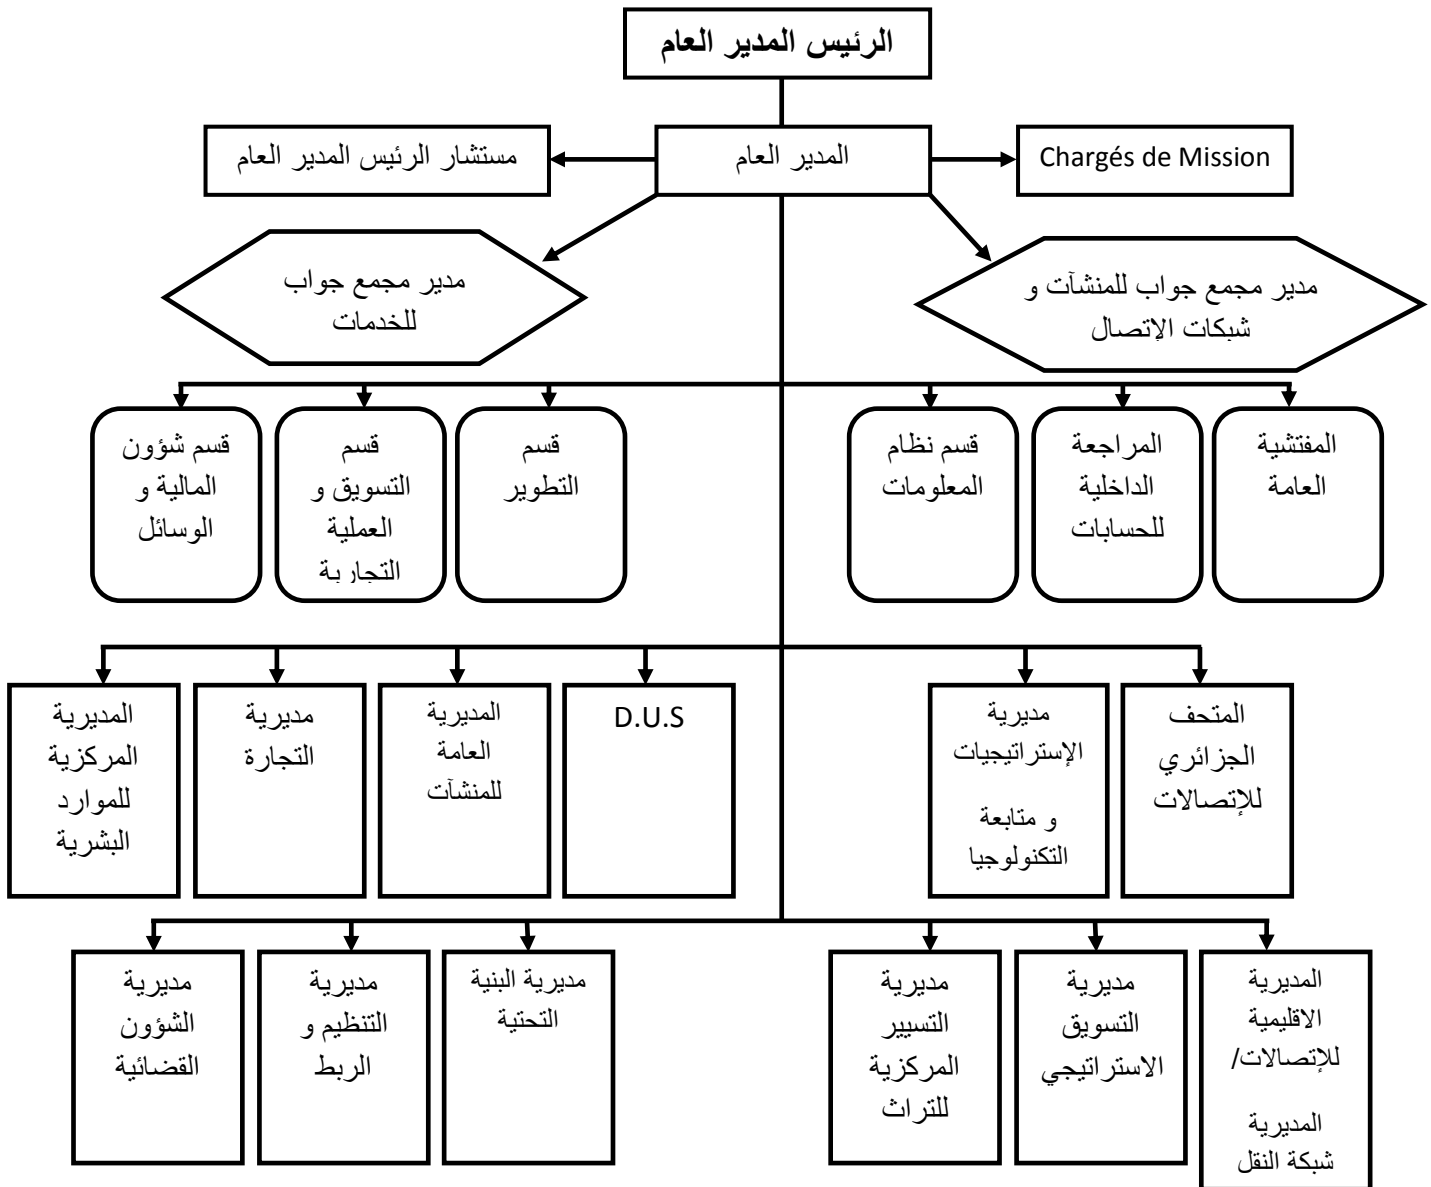 الرئيس المدير العام
المدير العام
Chargés de Mission
مستشار الرئيس المدير العام
مدير مجمع جواب للمنشآت و
شبكات الإتصال
مدير مجمع جواب
للخدمات
المفتشية
العامة
المراجعة
الداخلية
للحسابات
قسم نظام
المعلومات
قسم
التطوير
قسم
التسويق و
العملية
التجارية
قسم شؤون
المالية و
الوسائل
المتحف
الجزائري
للإتصالات
مديرية
الإستراتيجيات
و متابعة
التكنولوجيا
D.U.S
المديرية
العامة
للمنشآت
مديرية
التجارة
المديرية
المركزية
للموارد
البشرية
المديرية
الاقليمية
للإتصالات/
المديرية
شبكة النقل
مديرية
التسويق
الاستراتيجي
مديرية
التسيير
المركزية
للتراث
مديرية البنية
التحتية
مديرية
التنظيم و
الربط
مديرية
الشؤون
القضائية